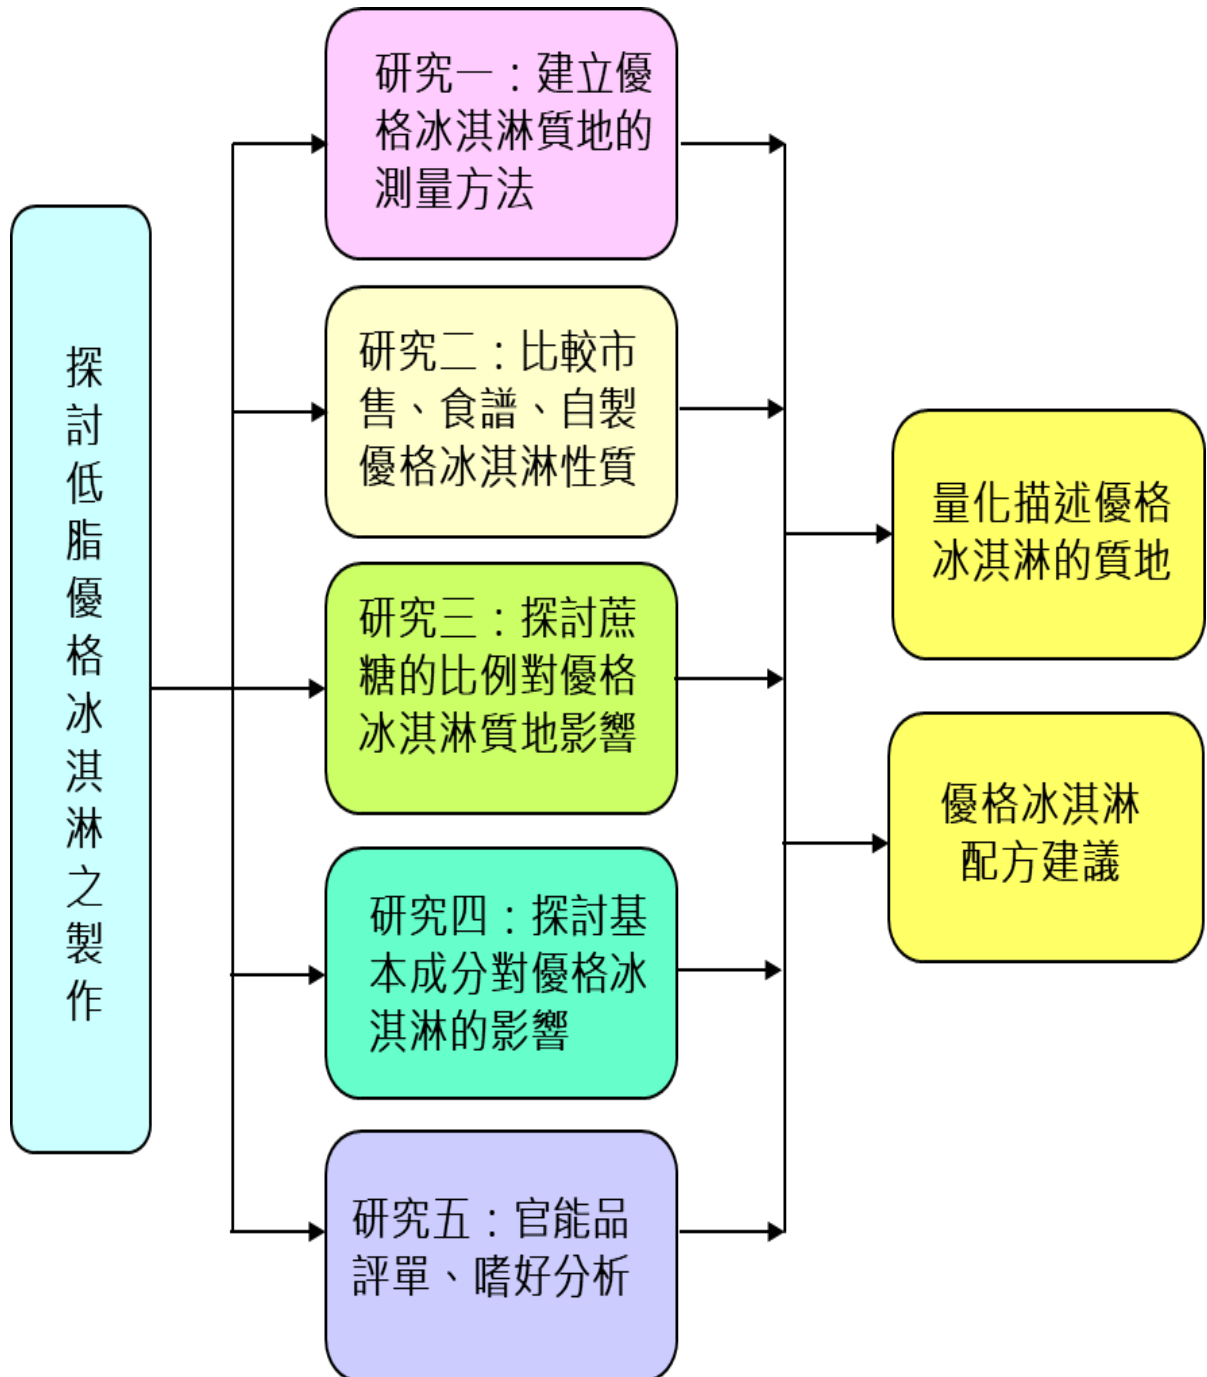 探討低脂優格冰淇淋之製作
研究一：建立優
格冰淇淋質地的
測量方法
研究二：比較市
售、食譜、自製
優格冰淇淋性質
研究三：探討蔗
糖的比例對優格
冰淇淋質地影響
研究四：探討基
本成分對優格冰
淇淋的影響
研究五：官能品
評單、嗜好分析
量化描述優格
冰淇淋的質地
優格冰淇淋
配方建議